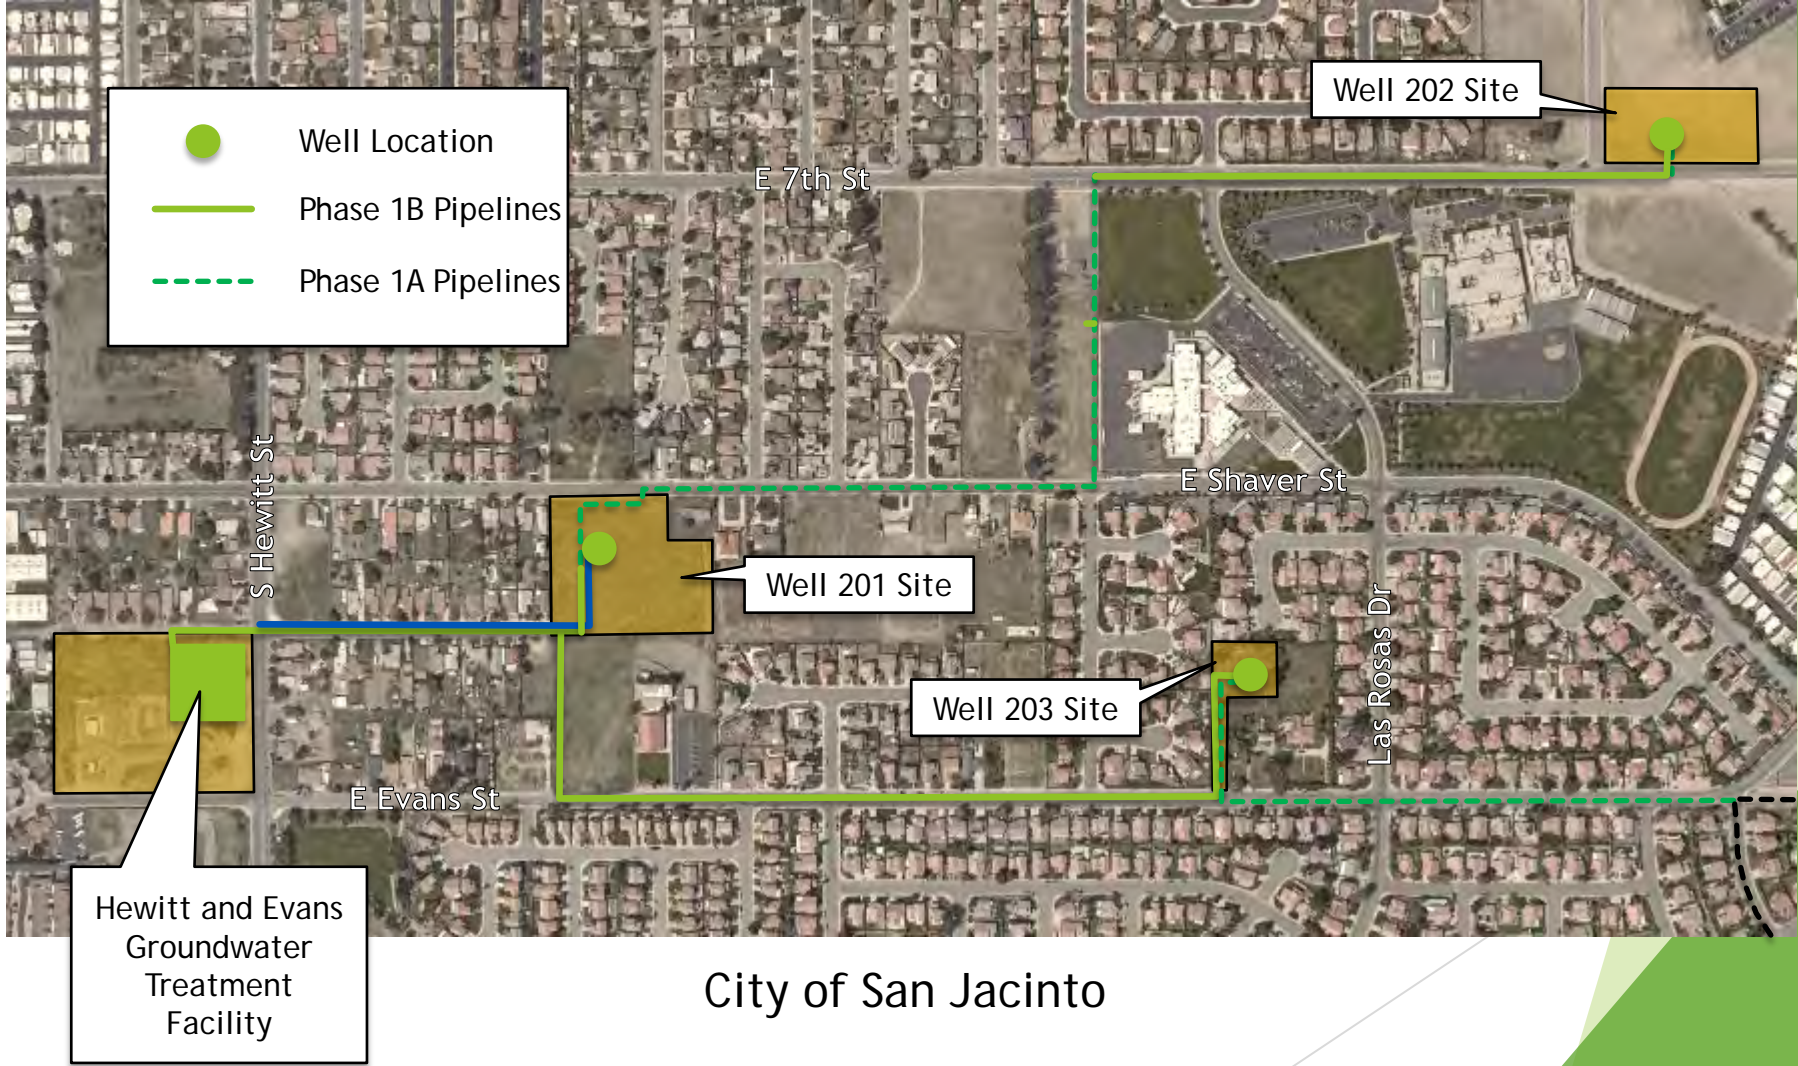 Well 202 Site
Well Location
E 7th St
Phase 1B Pipelines
Phase 1A Pipelines
S Hewitt St
E Shaver St
Well 201 Site
Las Rosas Dr
Well 203 Site
E Evans St
Hewitt and Evans
Groundwater
Treatment
Facility
City of San Jacinto